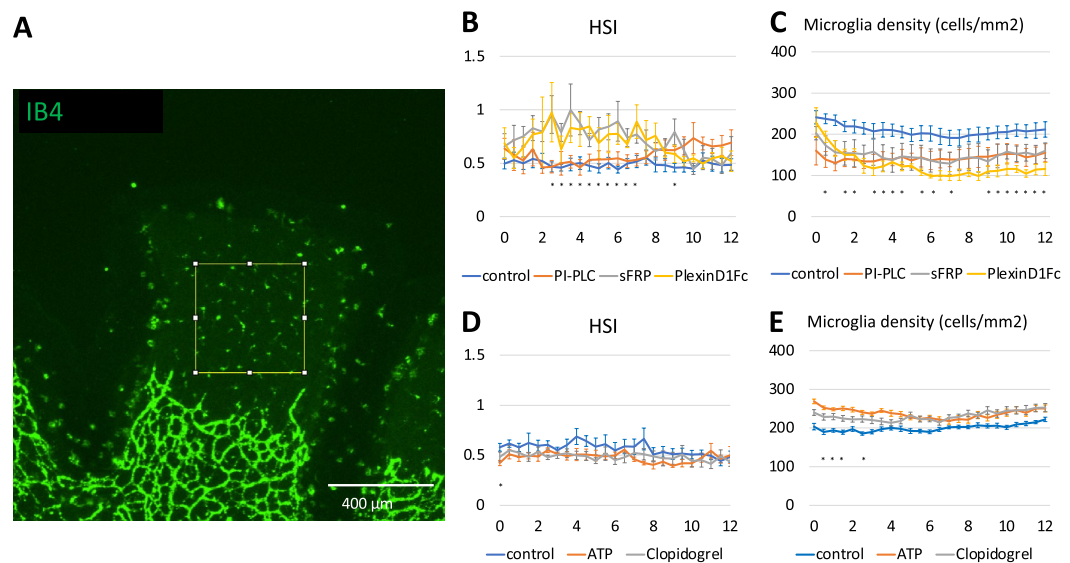 A
IB4
400 µm
B
HSI
1.5
1
0.5
0
* * * * * * * * * * *
0 2 4 6 8 10 12
control PI-PLC sFRP PlexinD1Fc
C
Microglia density (cells/mm2)
400
300
200
100
0
* * * * * * * * * * * * * * * * *
0 2 4 6 8 10 12
control PI-PLC sFRP PlexinD1Fc
D
HSI
1.5
1
0.5
0
*
0 2 4 6 8 10 12
control ATP Clopidogrel
E
Microglia density (cells/mm2)
400
300
200
100
0
* * * *
0 2 4 6 8 10 12
control ATP Clopidogrel